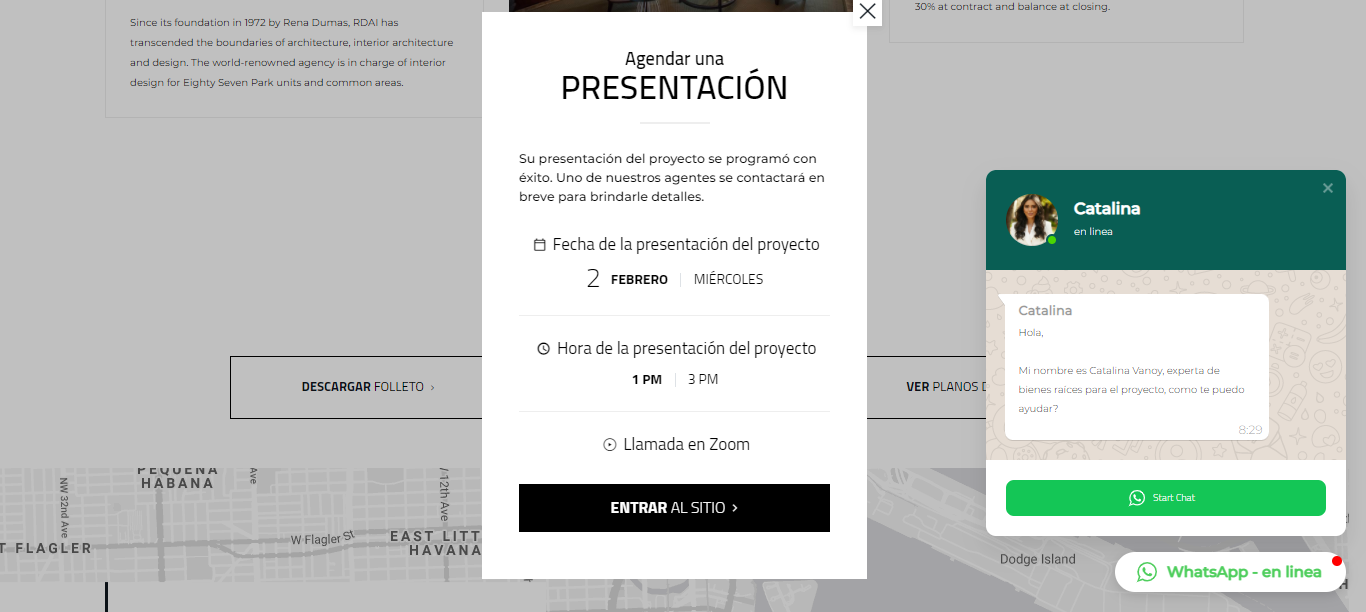 Since its foundation in 1972 by Rena Dumas, RDAI has
transcended the boundaries of architecture, interior architecture
and design. The world-renowned agency is in charge of interior
design for Eighty Seven Park units and common areas.
30% at contract and balance at closing.
Agendar una
PRESENTACIÓN
Su presentación del proyecto se programó con
éxito. Uno de nuestros agentes se contactará en
breve para brindarle detalles.
Fecha de la presentación del proyecto
2 FEBRERO MIÉRCOLES
Hora de la presentación del proyecto
1 PM 3 PM
Llamada en Zoom
ENTRAR AL SITIO
DESCARGAR FOLLETO
VER PLANOS
Catalina
en linea
Catalina
Hola,
Mi nombre es Catalina Vanoy, experta de
bienes raíces para el proyecto, como te puedo
ayudar?
8:29
Start Chat
WhatsApp - en linea
PEQUENA
HABANA
NW 32nd Ave
Ave
12th Ave
W Flagler St
FLAGLER
EAST LITT
HAVANA
Dodge Island